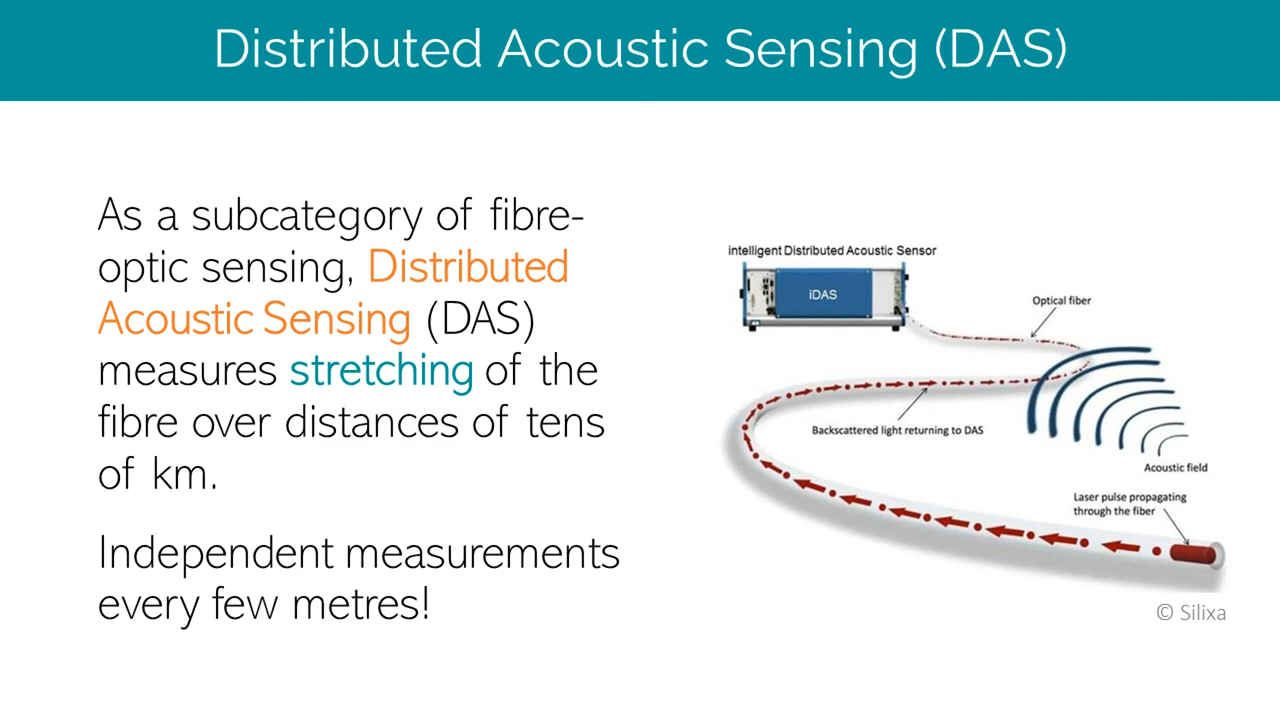 Distributed Acoustic Sensing (DAS)
As a subcategory of fibre-
optic sensing, Distributed
Acoustic Sensing (DAS)
measures stretching of the
fibre over distances of tens
of km.
Independent measurements
every few metres!
intelligent Distributed Acoustic Sensor
iDAS
Optical fiber
Backscattered light returning to DAS
Acoustic field
Laser pulse propagating
through the fiber
© Silixa